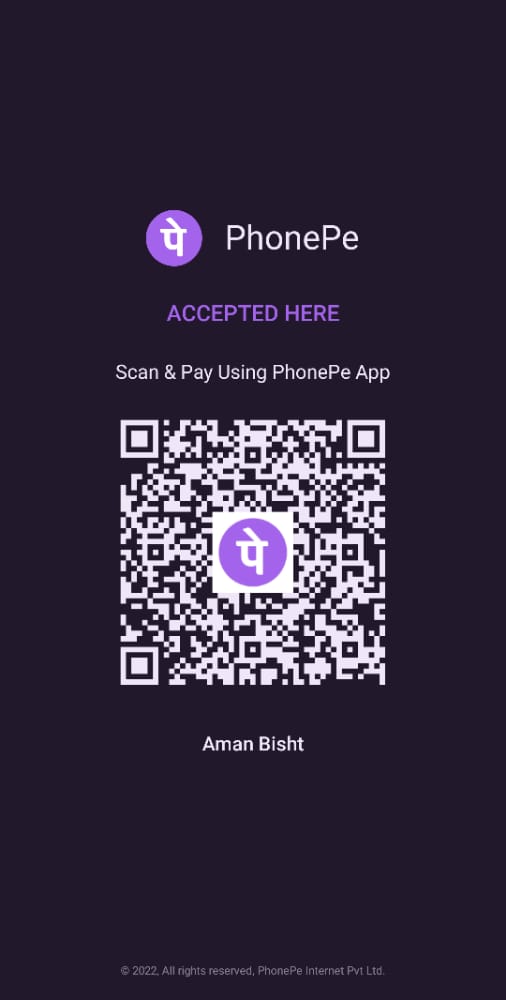 पे PhonePe
ACCEPTED HERE
Scan & Pay Using PhonePe App
पे
Aman Bisht
© 2022, All rights reserved, PhonePe Internet Pvt Ltd.